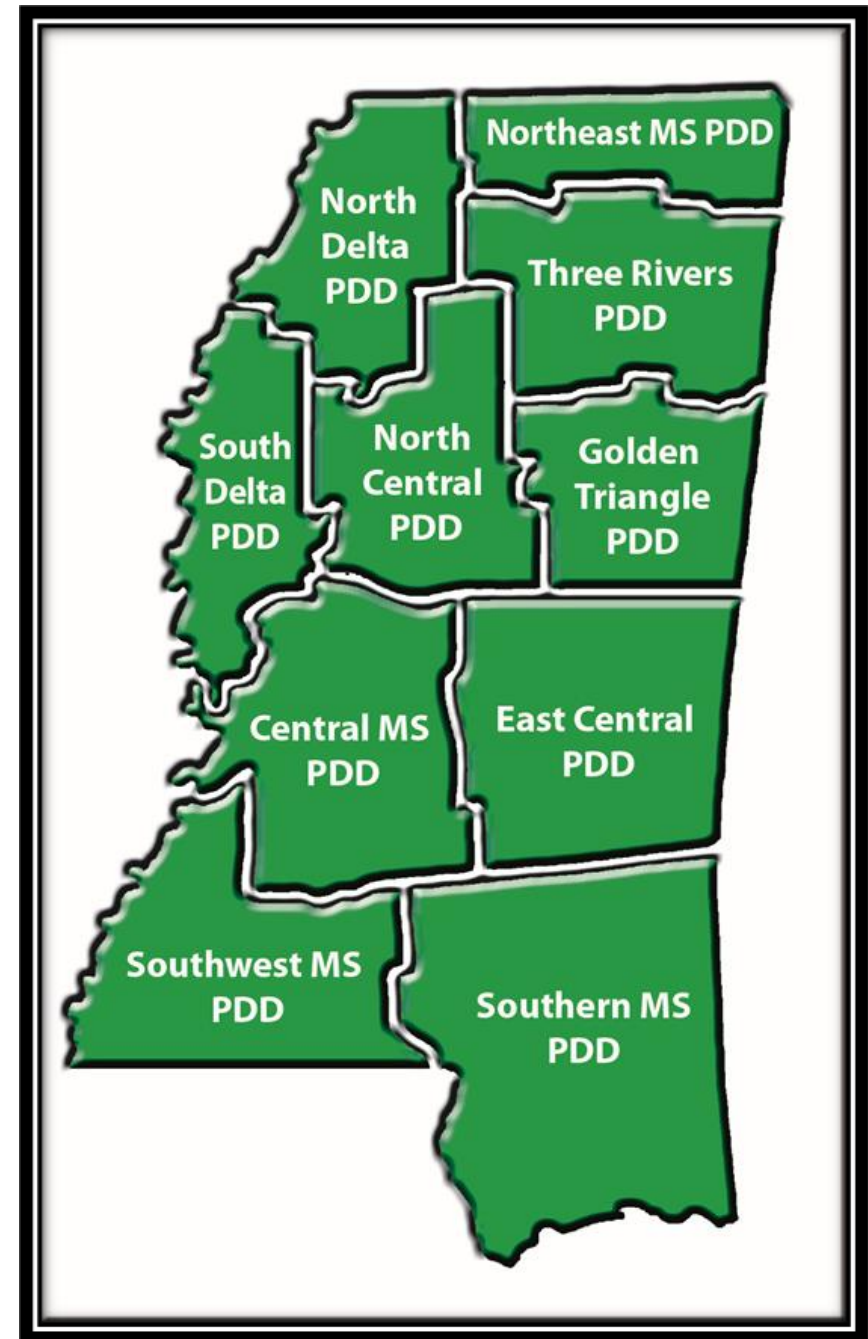 Northeast MS PDD
North
Delta
PDD
Three Rivers
PDD
South
Delta
PDD
North
Central
PDD
Golden
Triangle
PDD
Central MS
PDD
East Central
PDD
Southwest MS
PDD
Southern MS
PDD